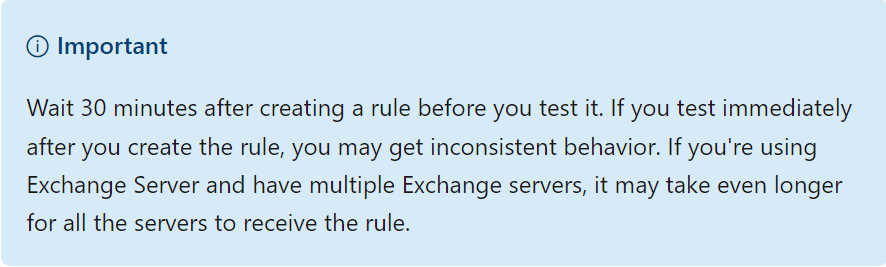 Important
Wait 30 minutes after creating a rule before you test it. If you test immediately
after you create the rule, you may get inconsistent behavior. If you're using
Exchange Server and have multiple Exchange servers, it may take even longer
for all the servers to receive the rule.